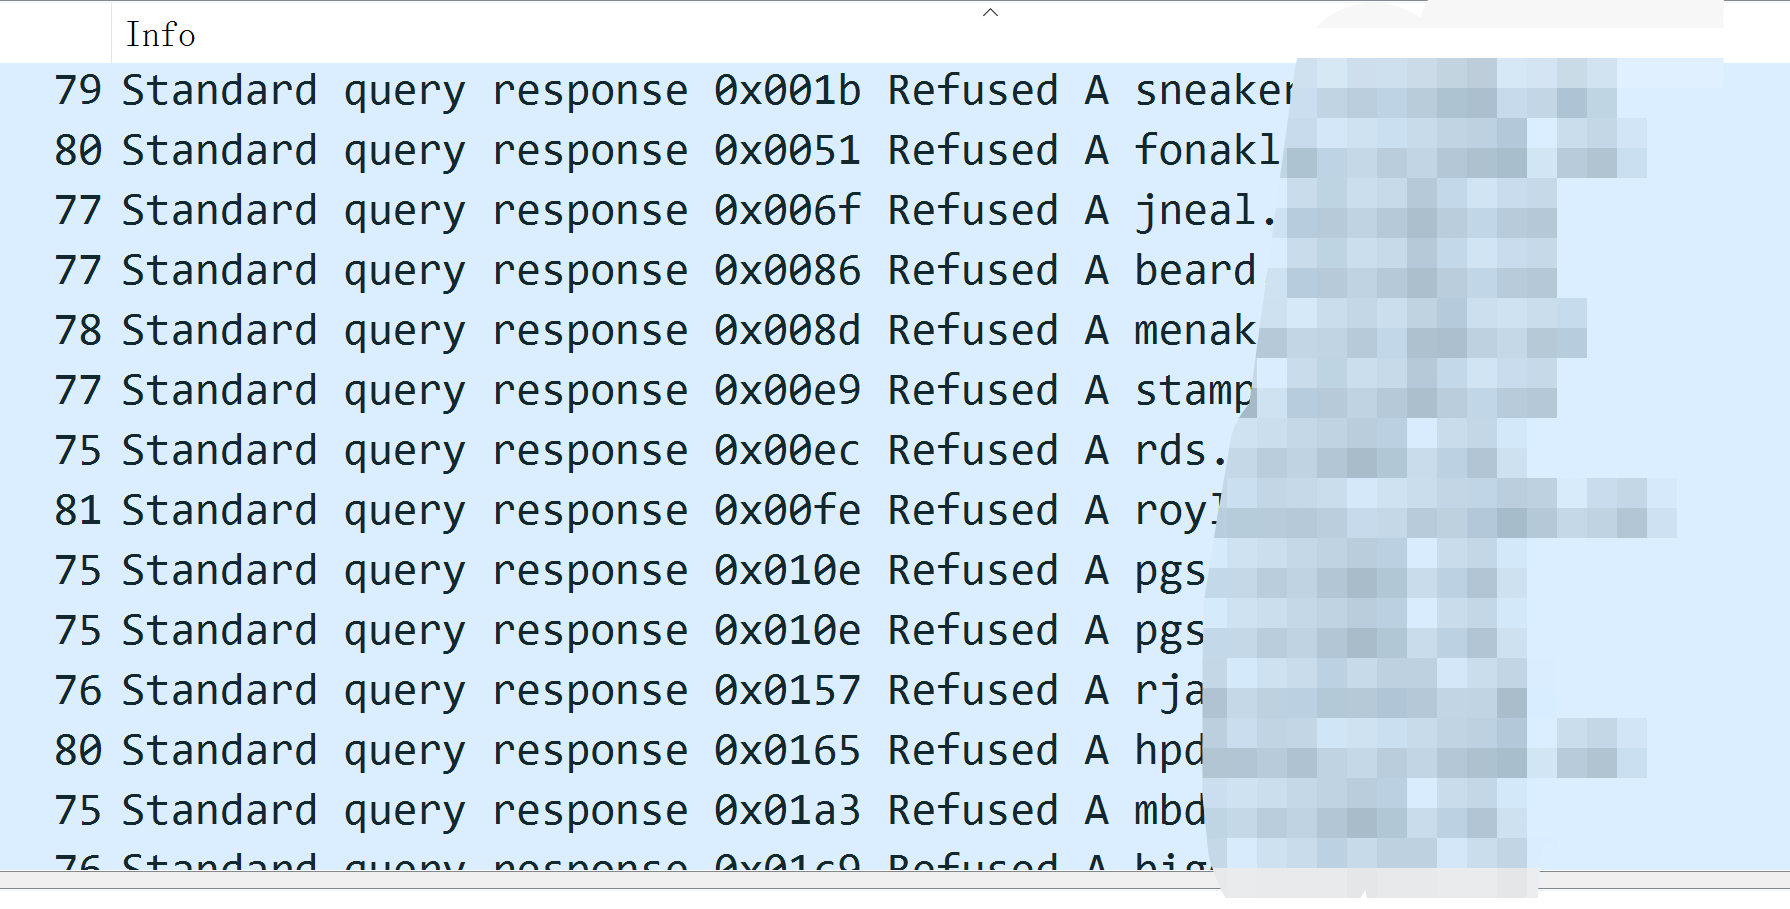 Info
79 Standard query response 0x001b Refused A sneaker
80 Standard query response 0x0051 Refused A fonakl
77 Standard query response 0x006f Refused A jneal.
77 Standard query response 0x0086 Refused A beard
78 Standard query response 0x008d Refused A menak
77 Standard query response 0x00e9 Refused A stamp
75 Standard query response 0x00ec Refused A rds.
81 Standard query response 0x00fe Refused A royl
75 Standard query response 0x010e Refused A pgs
75 Standard query response 0x010e Refused A pgs
76 Standard query response 0x0157 Refused A rja
80 Standard query response 0x0165 Refused A hpd
75 Standard query response 0x01a3 Refused A mbd
76 Standard query response 0x01c9 Refused A